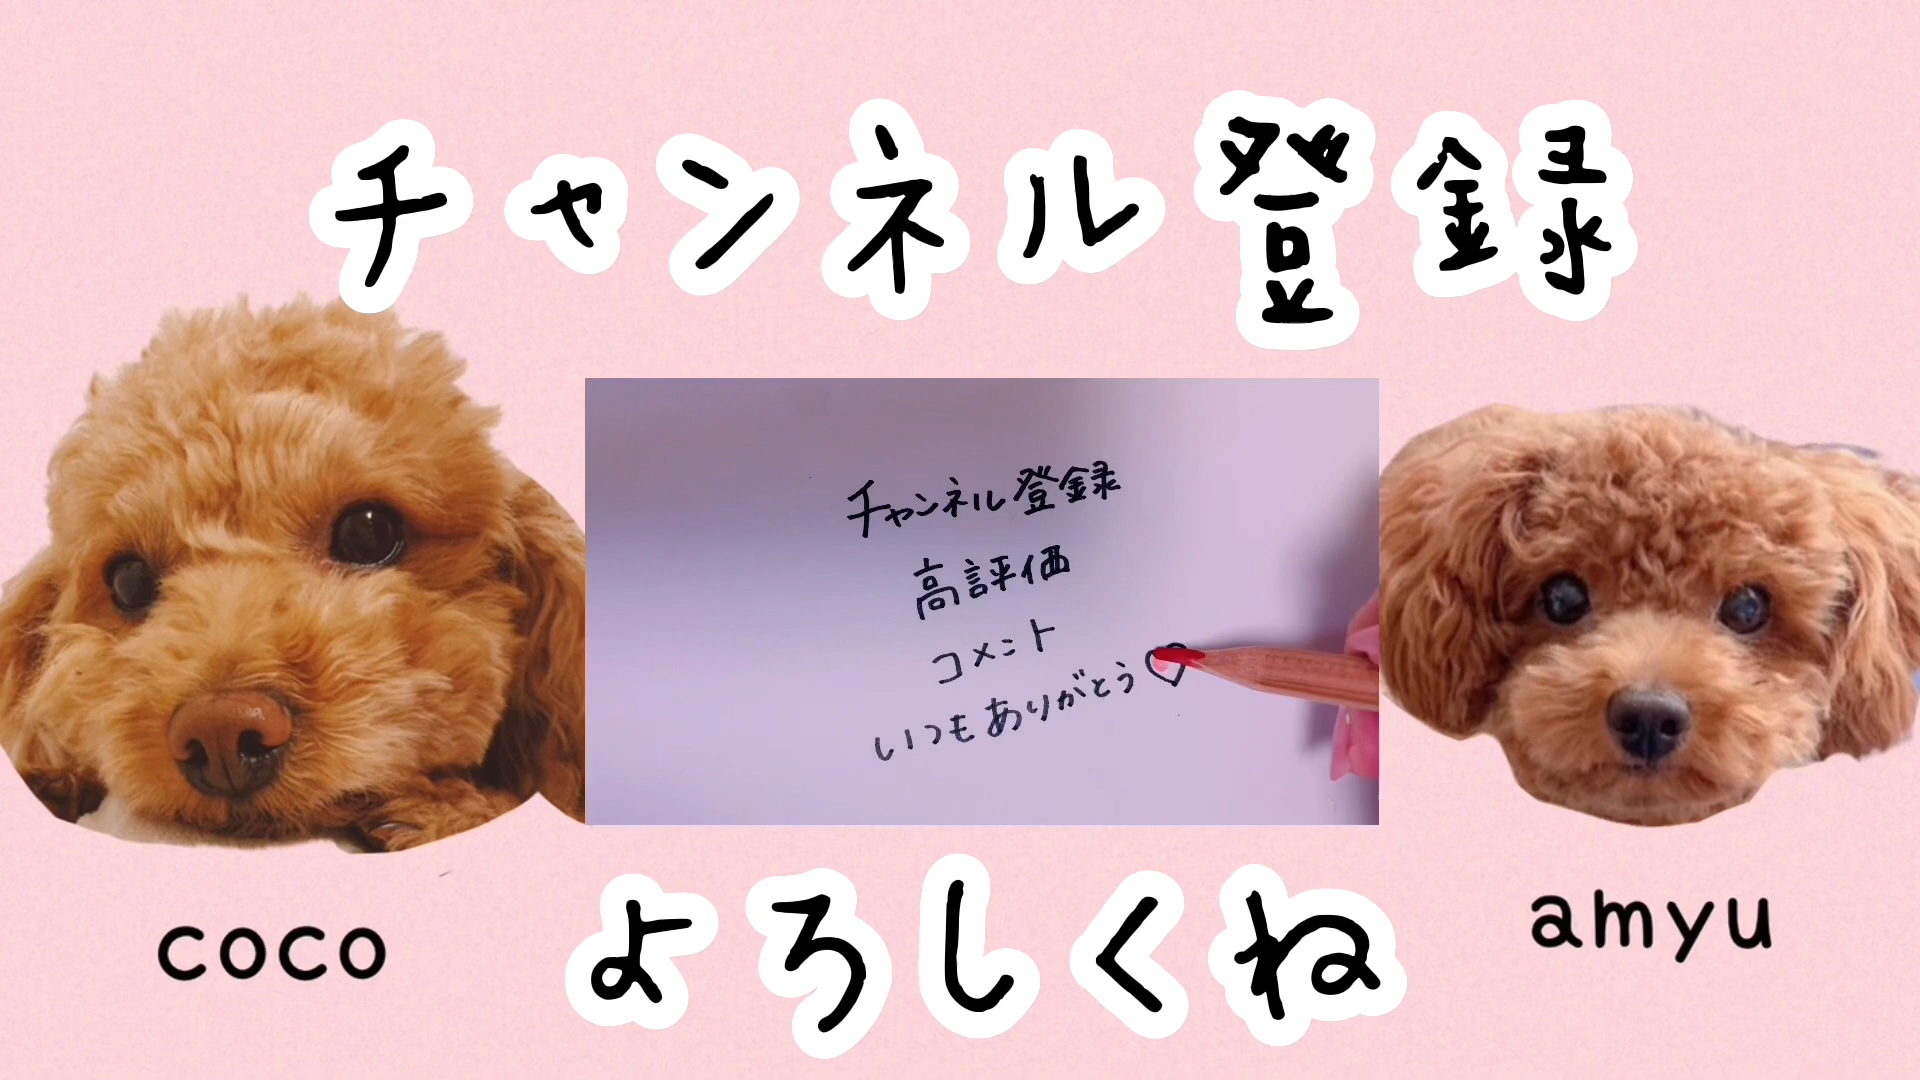 チャンネル登録
チャンネル登録
高評価
コメント
いつもありがとう♡
coco
amyu
よろしくね